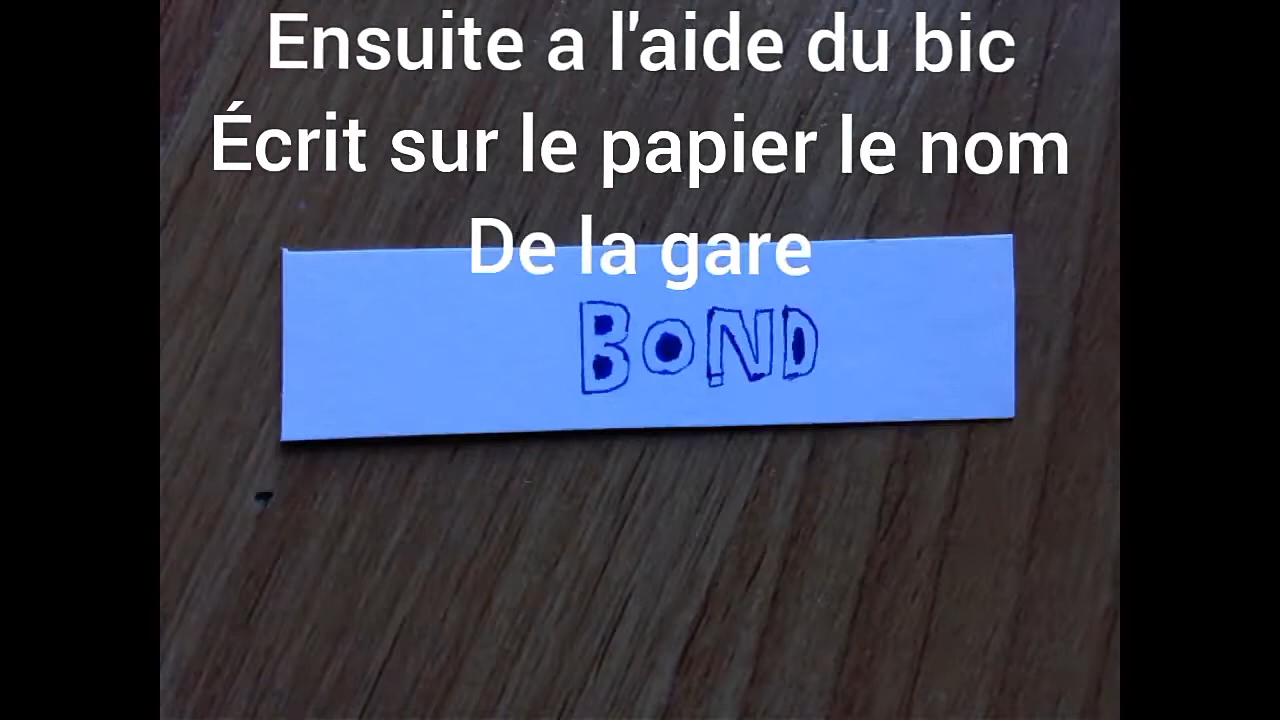 Ensuite a l'aide du bic
Écrit sur le papier le nom
De la gare
BOND